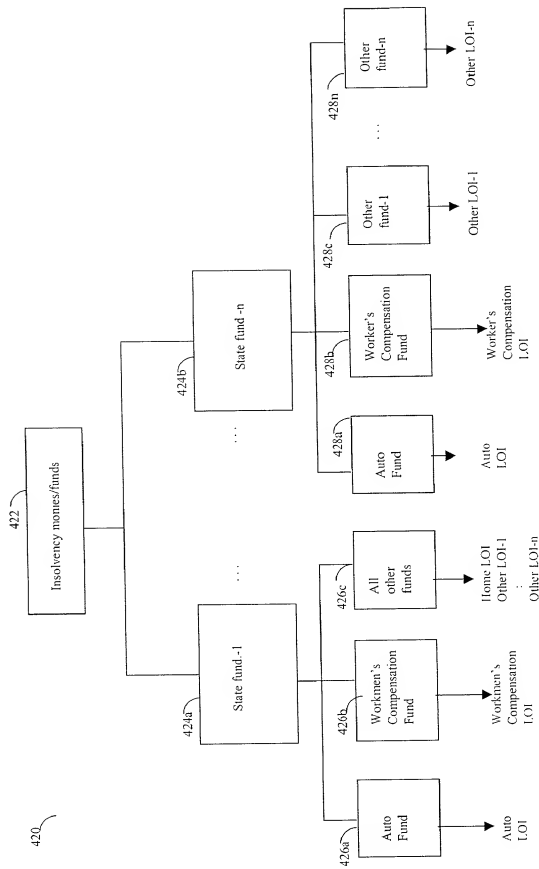 420
422
Insolvency monies/funds
424a
State fund.-1
. . .
. . .
424b
State fund -n
426a
Auto
Fund
426b
Workmen's
Compensation
Fund
426c
All
other
funds
428a
Auto
Fund
428b
Worker's
Compensation
Fund
428c
Other
fund-1
. . .
428n
Other
fund-n
Auto
LOI
Workmen's
Compensation
LOI
Home LOI
Other LOI-1
:
Other LOI-n
Auto
LOI
Worker's
Compensation
LOI
Other LOI-1
Other LOI-n